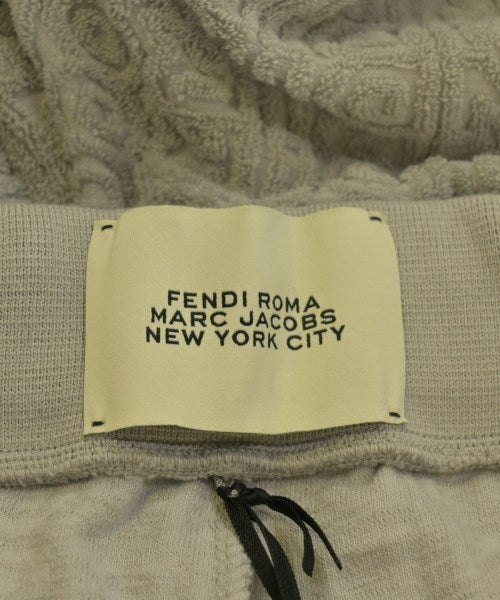 FENDI ROMA
MARC JACOBS
NEW YORK CITY